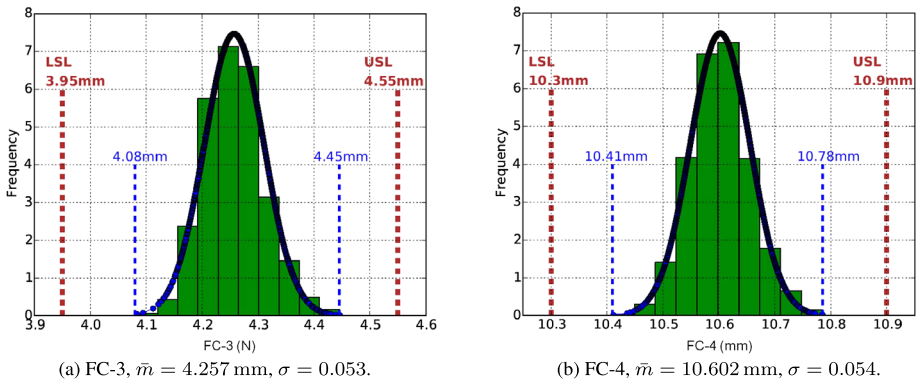 8
7
6
5
4
3
2
1
0
Frequency
LSL
3.95mm
USL
4.55mm
4.08mm
4.45mm
3.9 4.0 4.1 4.2 4.3 4.4 4.5 4.6
FC-3 (N)
(a) FC-3, m̄ = 4.257 mm, σ = 0.053.
8
7
6
5
4
3
2
1
0
Frequency
LSL
10.3mm
USL
10.9mm
10.41mm
10.78mm
10.3 10.4 10.5 10.6 10.7 10.8 10.9
FC-4 (mm)
(b) FC-4, m̄ = 10.602 mm, σ = 0.054.